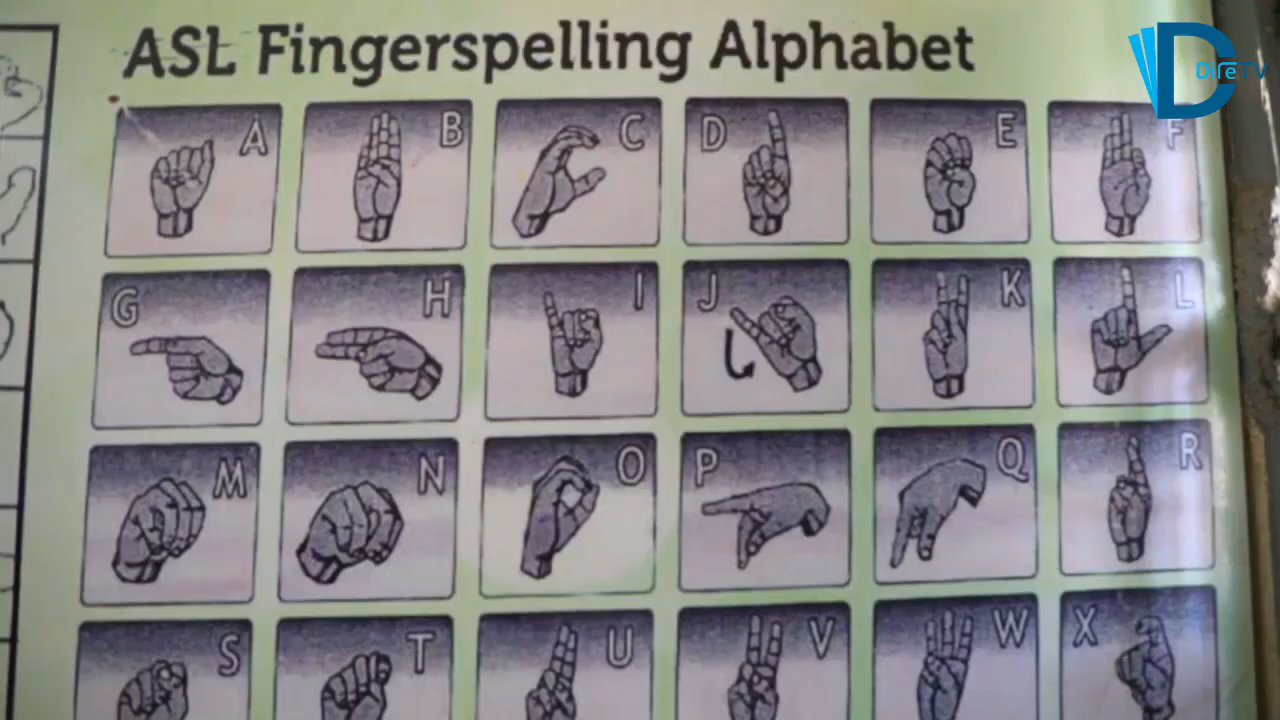 ASL Fingerspelling Alphabet
DireTV
A B C D E F
G H I J K L
M N O P Q R
S T U V W X